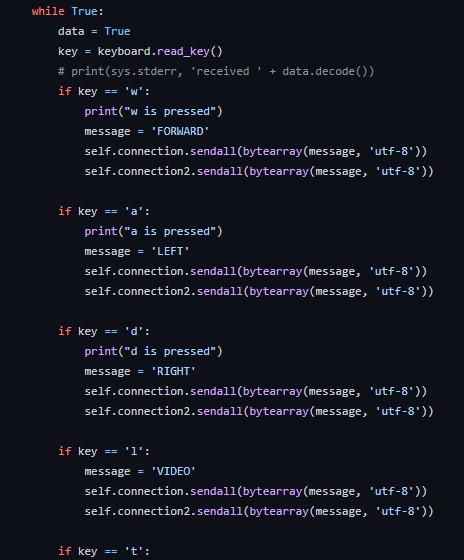 while True:
    data = True
    key = keyboard.read_key()
    # print(sys.stderr, 'received ' + data.decode())
    if key == 'w':
        print("w is pressed")
        message = 'FORWARD'
        self.connection.sendall(bytearray(message, 'utf-8'))
        self.connection2.sendall(bytearray(message, 'utf-8'))

    if key == 'a':
        print("a is pressed")
        message = 'LEFT'
        self.connection.sendall(bytearray(message, 'utf-8'))
        self.connection2.sendall(bytearray(message, 'utf-8'))

    if key == 'd':
        print("d is pressed")
        message = 'RIGHT'
        self.connection.sendall(bytearray(message, 'utf-8'))
        self.connection2.sendall(bytearray(message, 'utf-8'))

    if key == 'l':
        message = 'VIDEO'
        self.connection.sendall(bytearray(message, 'utf-8'))
        self.connection2.sendall(bytearray(message, 'utf-8'))

    if key == 't':